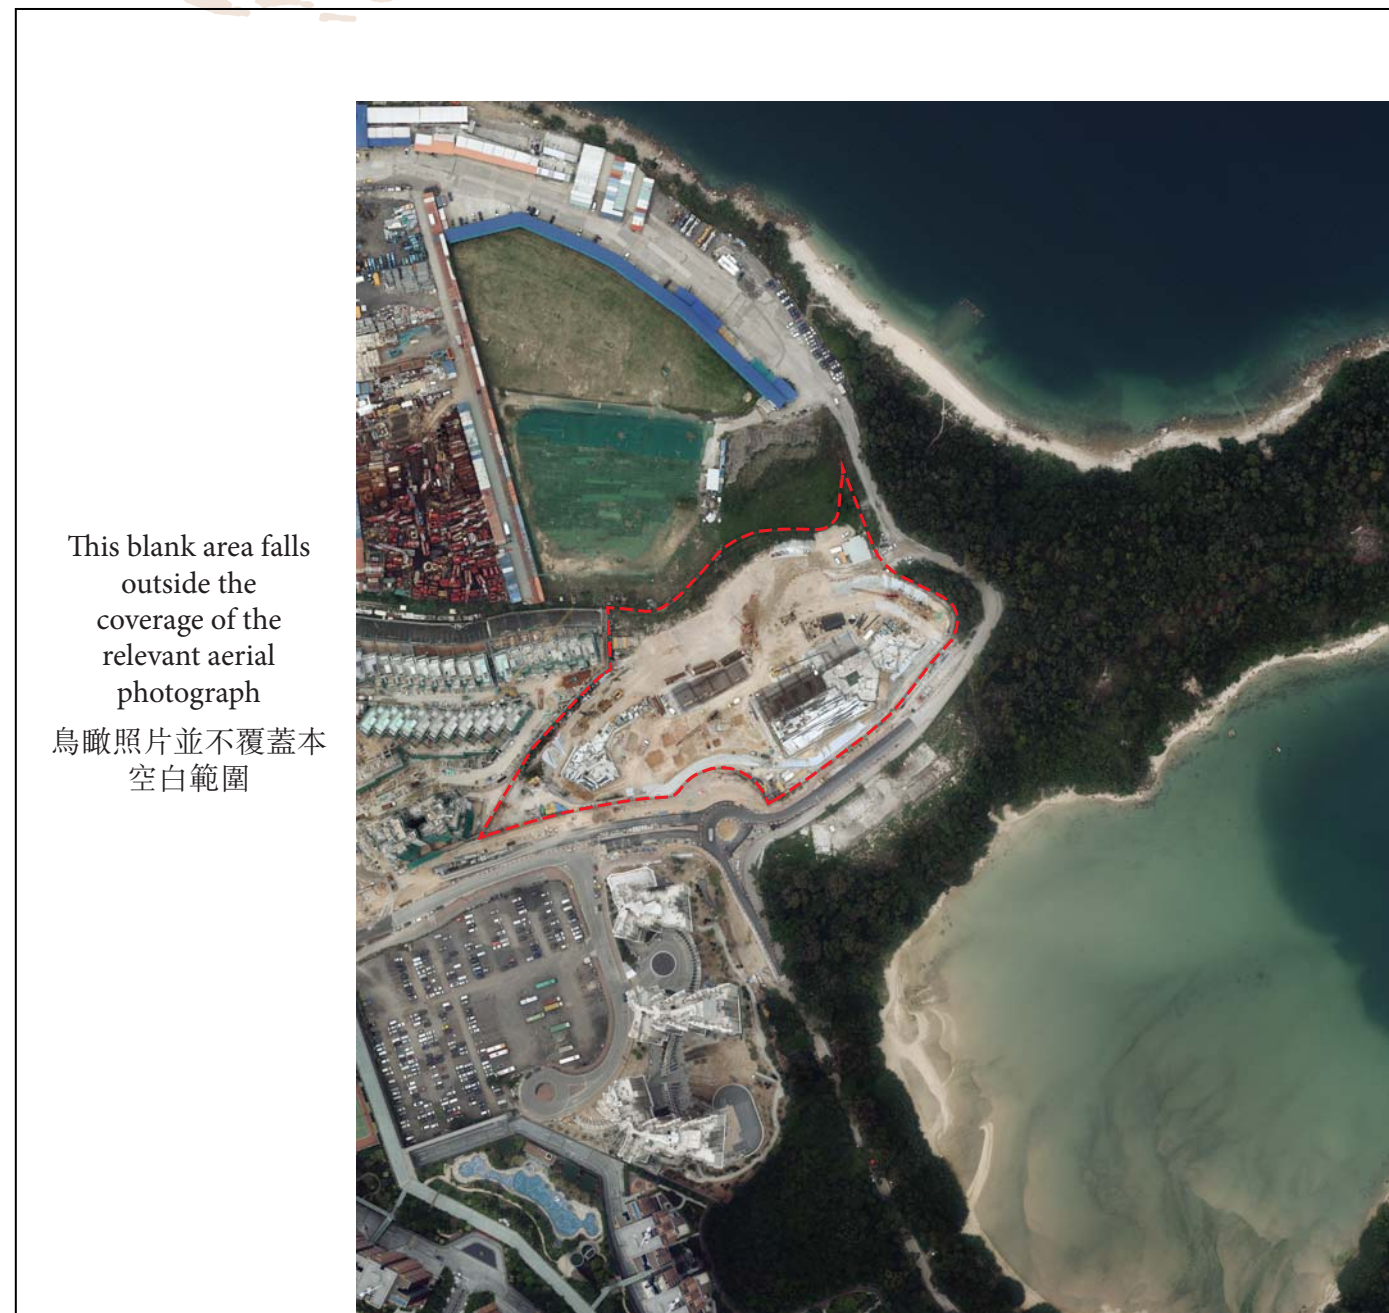 This blank area falls
outside the
coverage of the
relevant aerial
photograph
鳥瞰照片並不覆蓋本
空白範圍